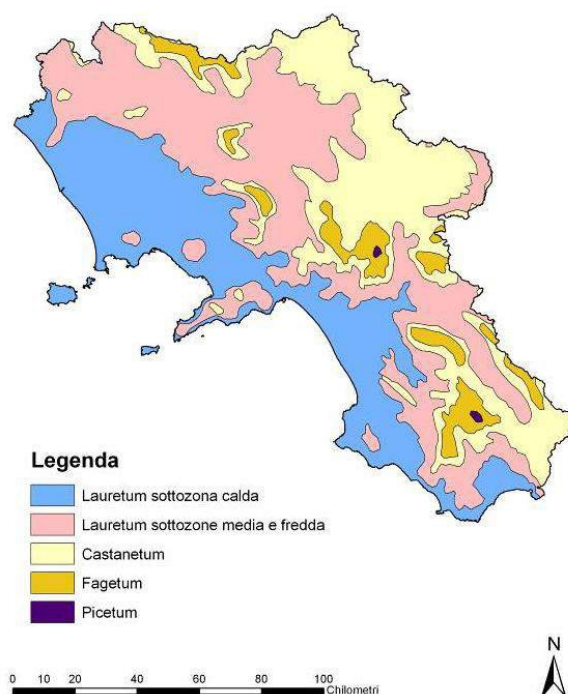 Legenda
Lauretum sottozona calda
Lauretum sottozone media e fredda
Castanetum
Fagetum
Picetum
N
0 10 20 40 60 80 100
Chilometri